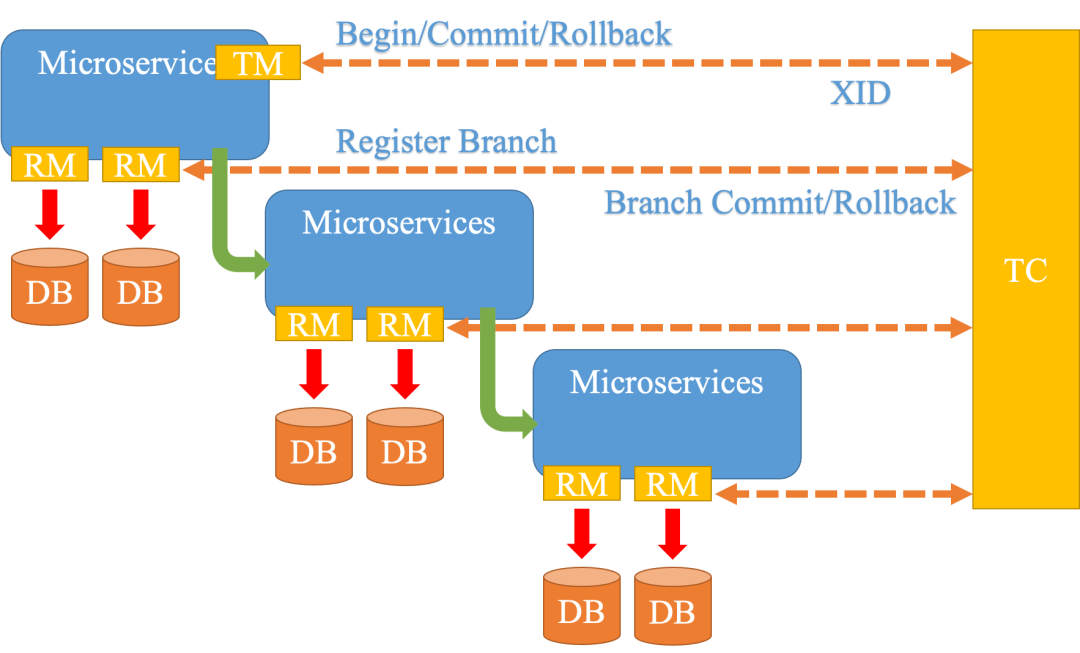 Begin/Commit/Rollback
Microservice
TM
XID
Register Branch
RM
RM
Branch Commit/Rollback
Microservices
TC
DB
DB
RM
RM
Microservices
DB
DB
RM
RM
DB
DB